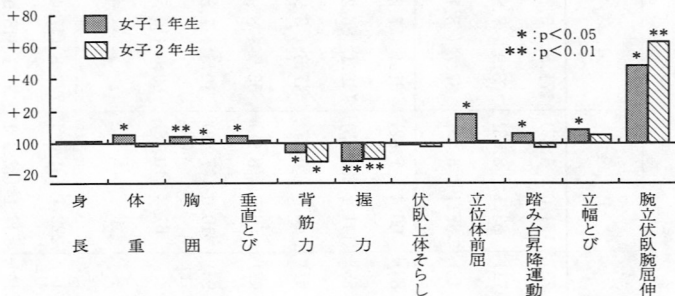 +80
+60
+40
+20
100
−20
女子1年生
女子2年生
*:p<0.05
**:p<0.01
*
**
*
*
*
*
**
**
*
*
*
*
**
身長
体重
胸囲
垂直とび
背筋力
握力
伏臥上体そらし
立位体前屈
踏み台昇降運動
立幅とび
腕立伏臥腕屈伸